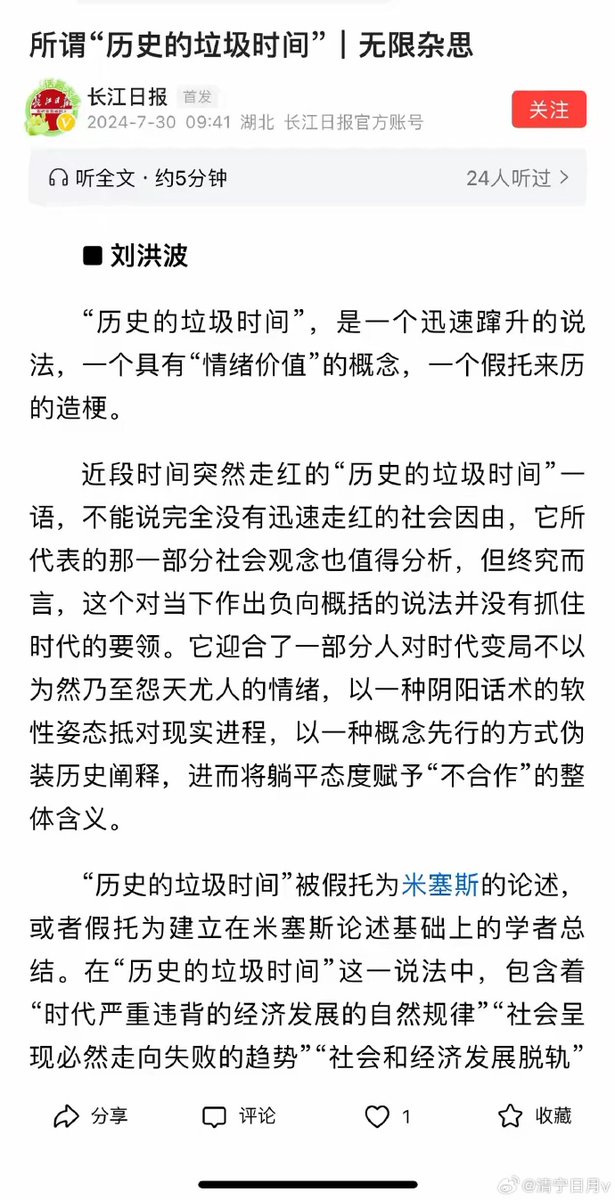 所谓“历史的垃圾时间”｜无限杂思
长江日报 首发
2024-7-30 09:41 湖北 长江日报官方账号
关注
听全文 · 约5分钟
24人听过 >
■ 刘洪波
“历史的垃圾时间”，是一个迅速蹿升的说
法，一个具有“情绪价值”的概念，一个假托来历
的造梗。
近段时间突然走红的“历史的垃圾时间”一
语，不能说完全没有迅速走红的社会因由，它所
代表的那一部分社会观念也值得分析，但终究而
言，这个对当下作出负向概括的说法并没有抓住
时代的要领。它迎合了一部分人对时代变局不以
为然乃至怨天尤人的情绪，以一种阴阳话术的软
性姿态抵对现实进程，以一种概念先行的方式伪
装历史阐释，进而将躺平态度赋予“不合作”的整
体含义。
“历史的垃圾时间”被假托为米塞斯的论述，
或者假托为建立在米塞斯论述基础上的学者总
结。在“历史的垃圾时间”这一说法中，包含着
“时代严重违背的经济发展的自然规律”“社会呈
现必然走向失败的趋势”“社会和经济发展脱轨”
分享 评论 1 收藏
@清宁日月v